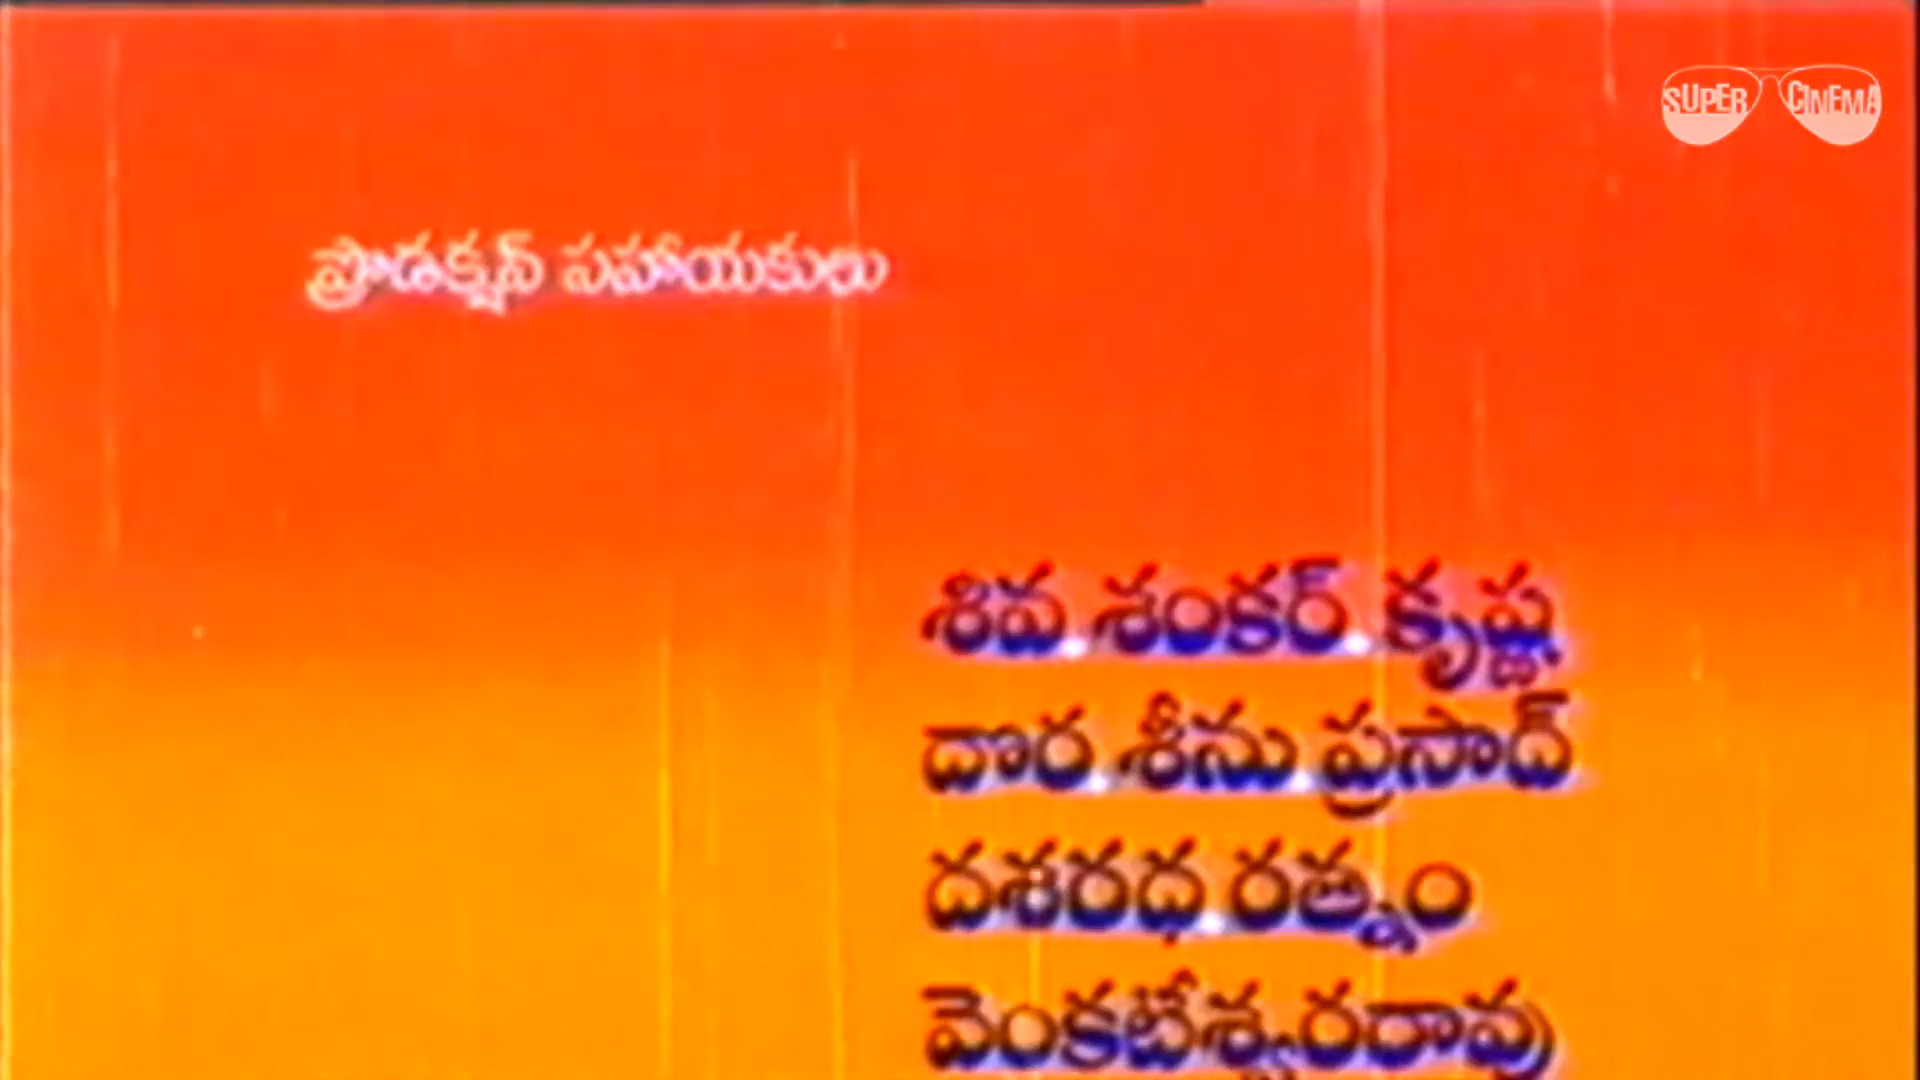 SUPER CINEMA
ప్రొడక్షన్ సహాయకులు
శివ.శంకర్.కృష్ణ
దొర.శీను.ప్రసాద్
దశరధ.రత్నం
వెంకటేశ్వరరావు